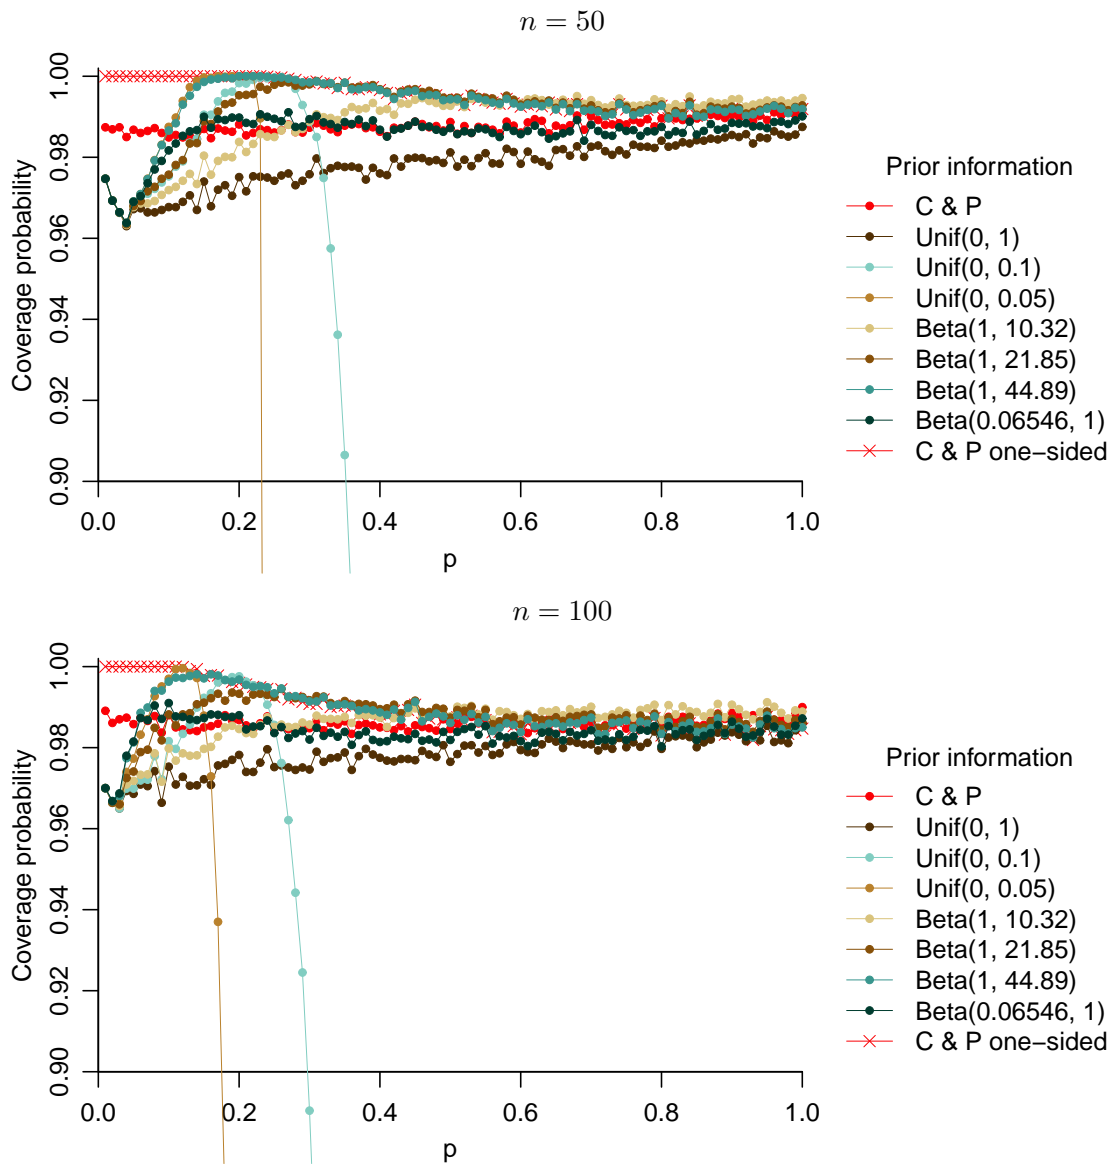 n = 50
Coverage probability
1.00
0.98
0.96
0.94
0.92
0.90
0.0 0.2 0.4 0.6 0.8 1.0
p
Prior information
C & P
Unif(0, 1)
Unif(0, 0.1)
Unif(0, 0.05)
Beta(1, 10.32)
Beta(1, 21.85)
Beta(1, 44.89)
Beta(0.06546, 1)
C & P one−sided
n = 100
Coverage probability
1.00
0.98
0.96
0.94
0.92
0.90
0.0 0.2 0.4 0.6 0.8 1.0
p
Prior information
C & P
Unif(0, 1)
Unif(0, 0.1)
Unif(0, 0.05)
Beta(1, 10.32)
Beta(1, 21.85)
Beta(1, 44.89)
Beta(0.06546, 1)
C & P one−sided